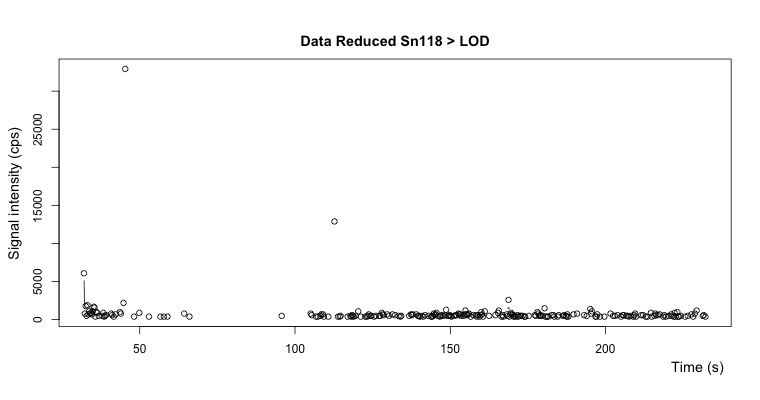 Data Reduced Sn118 > LOD
Signal intensity (cps)
25000
15000
5000
0
50 100 150 200
Time (s)